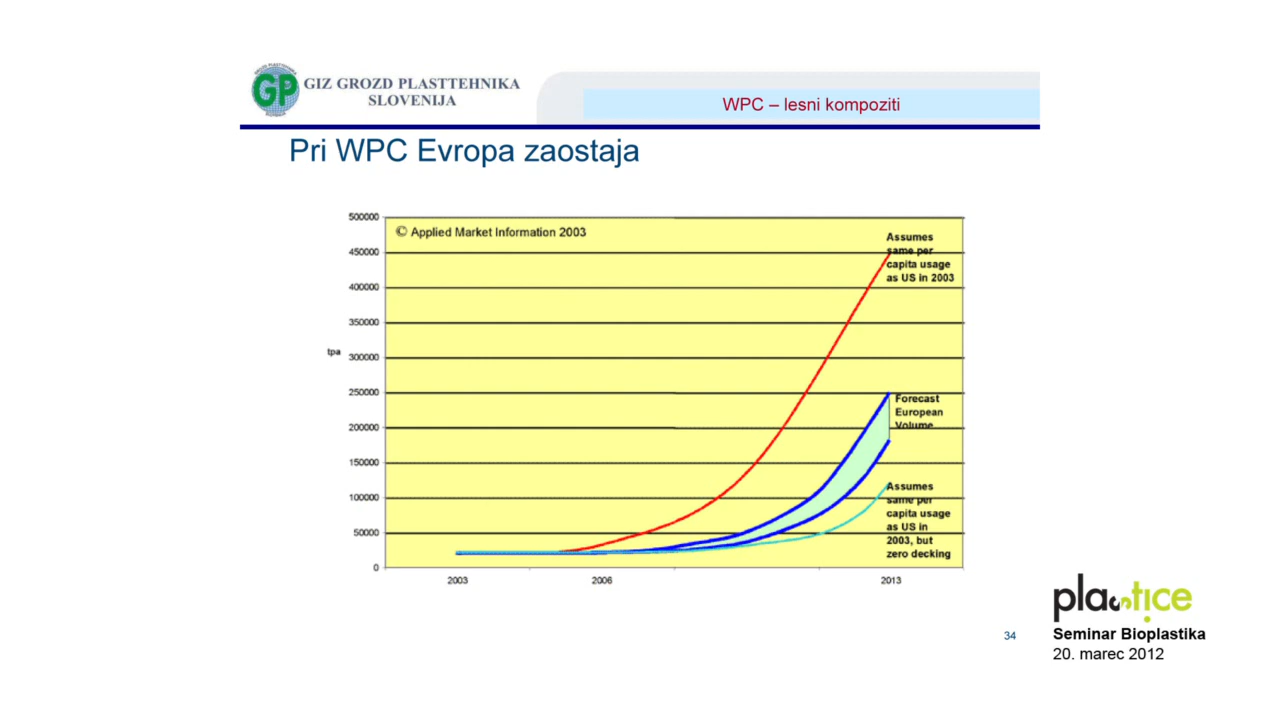 GP GIZ GROZD PLASTTEHNIKA
SLOVENIJA
WPC – lesni kompoziti
Pri WPC Evropa zaostaja
© Applied Market Information 2003
500000
450000
400000
350000
tpa
300000
250000
200000
150000
100000
50000
0
2003
2006
2013
Assumes
same per
capita usage
as US in 2003
Forecast
European
Volume
Assumes
same per
capita usage
as US in
2003, but
zero decking
34
plastice
Seminar Bioplastika
20. marec 2012